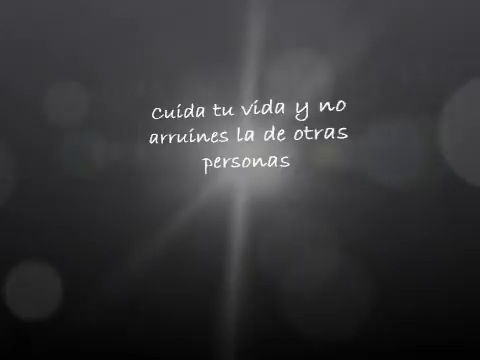 Cuida tu vida y no
arruines la de otras
personas